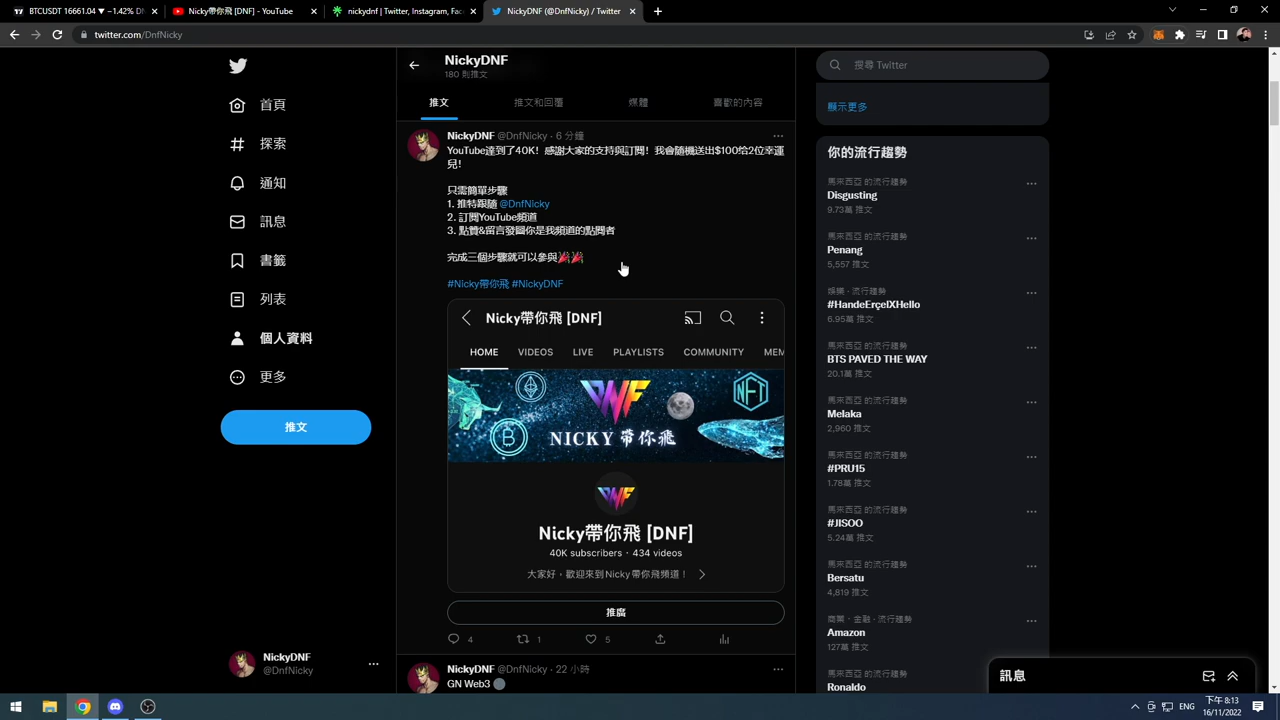 BTCUSDT 16661.04 ▼ −1.42%
Nicky帶你飛 [DNF] - YouTube
nickydnf | Twitter, Instagram, Fac
NickyDNF (@DnfNicky) / Twitter
twitter.com/DnfNicky
首頁
探索
通知
訊息
書籤
列表
個人資料
更多
推文
NickyDNF
@DnfNicky
NickyDNF
180 則推文
推文
推文和回覆
媒體
喜歡的內容
NickyDNF @DnfNicky · 6 分鐘
YouTube達到了40K！感謝大家的支持與訂閱！我會隨機送出$100給2位幸運
兒！
只需簡單步驟
1. 推特跟隨 @DnfNicky
2. 訂閱YouTube頻道
3. 點贊&留言發圖你是我頻道的訂閱者
完成三個步驟就可以參與🎉🎉
#Nicky帶你飛 #NickyDNF
Nicky帶你飛 [DNF]
HOME VIDEOS LIVE PLAYLISTS COMMUNITY MEM
DNF
NFT
NICKY 帶你飛
Nicky帶你飛 [DNF]
40K subscribers · 434 videos
大家好，歡迎來到Nicky帶你飛頻道！
推廣
4 1 5
NickyDNF @DnfNicky · 22 小時
GN Web3
搜尋 Twitter
顯示更多
你的流行趨勢
馬來西亞 的流行趨勢
Disgusting
9.73萬 推文
馬來西亞 的流行趨勢
Penang
5,557 推文
娛樂 · 流行趨勢
#HandeErçelXHello
6.95萬 推文
馬來西亞 的流行趨勢
BTS PAVED THE WAY
20.1萬 推文
馬來西亞 的流行趨勢
Melaka
2,960 推文
馬來西亞 的流行趨勢
#PRU15
1.78萬 推文
馬來西亞 的流行趨勢
#JISOO
5.24萬 推文
馬來西亞 的流行趨勢
Bersatu
4,819 推文
商業、金融 · 流行趨勢
Amazon
127萬 推文
馬來西亞 的流行趨勢
Ronaldo
訊息
ENG
下午 8:13
16/11/2022